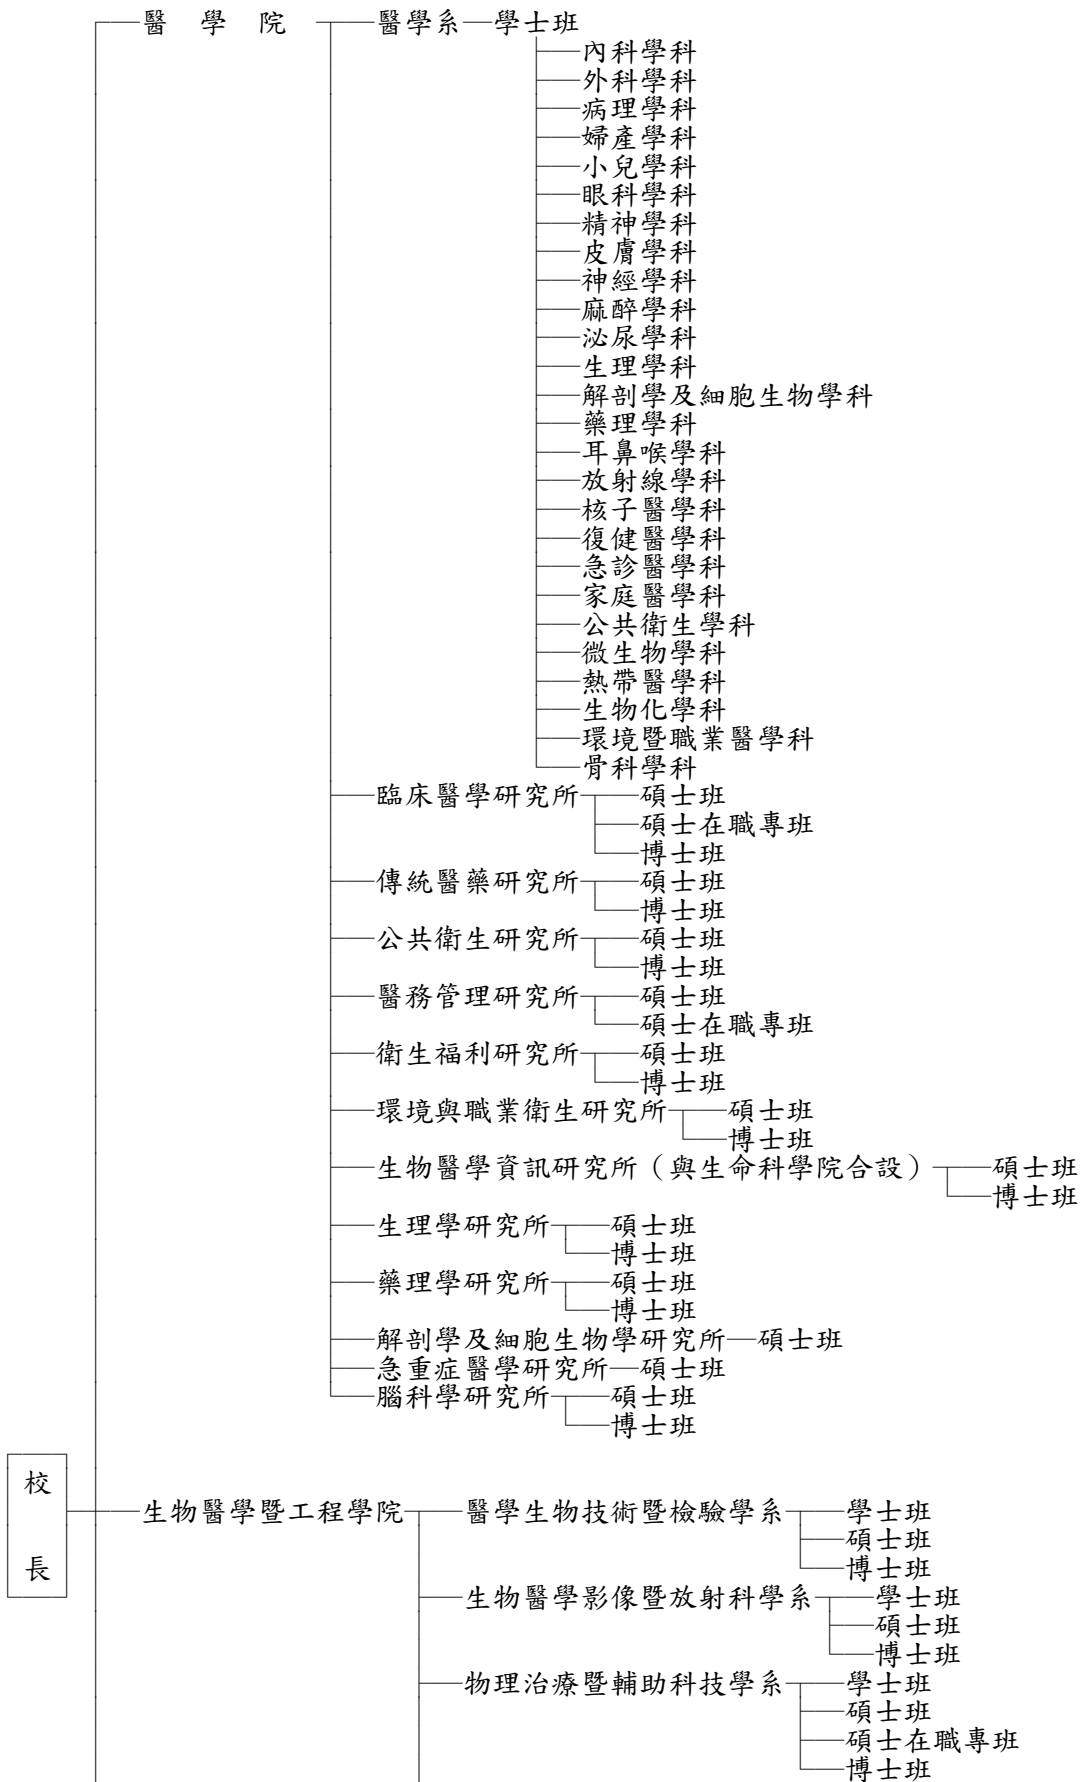 醫學院 醫學系 學士班
內科學科
外科學科
病理學科
婦產學科
小兒學科
眼科學科
精神學科
皮膚學科
神經學科
麻醉學科
泌尿學科
生理學科
解剖學及細胞生物學科
藥理學科
耳鼻喉學科
放射線學科
核子醫學科
復健醫學科
急診醫學科
家庭醫學科
公共衛生學科
微生物學科
熱帶醫學科
生物化學科
環境暨職業醫學科
骨科學科
臨床醫學研究所 碩士班
碩士在職專班
博士班
傳統醫藥研究所 碩士班
博士班
公共衛生研究所 碩士班
博士班
醫務管理研究所 碩士班
碩士在職專班
衛生福利研究所 碩士班
博士班
環境與職業衛生研究所 碩士班
博士班
生物醫學資訊研究所（與生命科學院合設） 碩士班
博士班
生理學研究所 碩士班
博士班
藥理學研究所 碩士班
博士班
解剖學及細胞生物學研究所 碩士班
急重症醫學研究所 碩士班
腦科學研究所 碩士班
博士班
校長
生物醫學暨工程學院 醫學生物技術暨檢驗學系 學士班
碩士班
博士班
生物醫學影像暨放射科學系 學士班
碩士班
博士班
物理治療暨輔助科技學系 學士班
碩士班
碩士在職專班
博士班